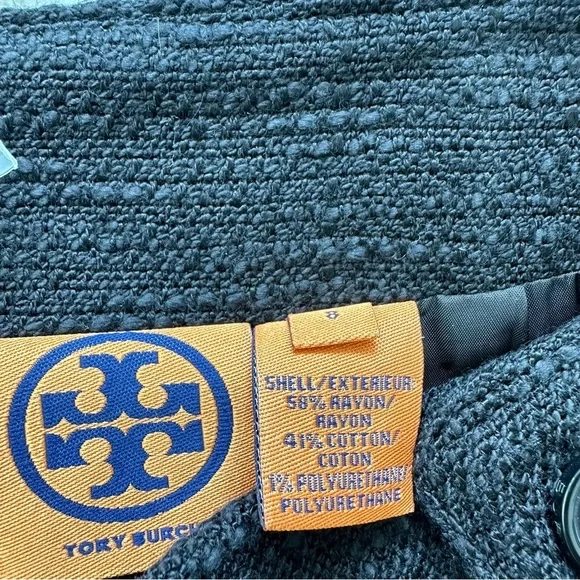 TORY BURCH
8
SHELL/EXTERIEUR:
58% RAYON/
RAYON
41% COTTON/
COTON
1% POLYURETHANE/
POLYURETHANE